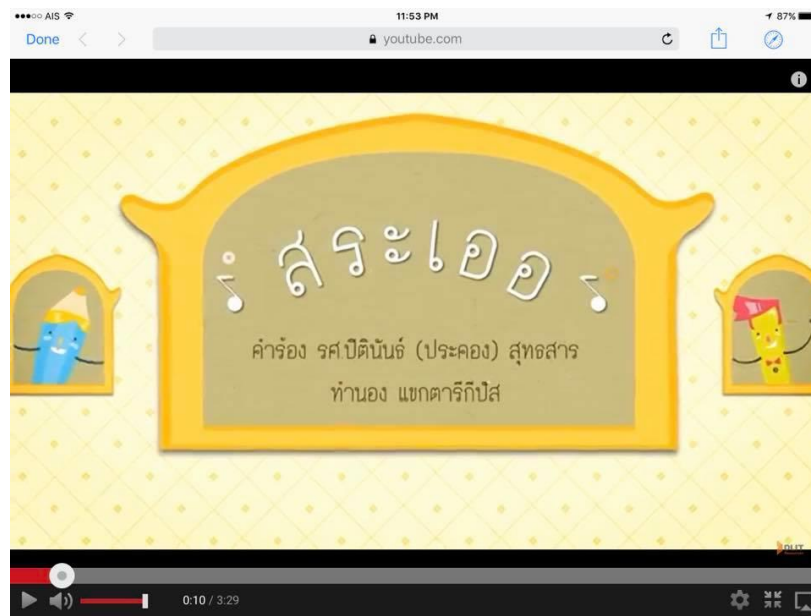 AIS
11:53 PM
87%
Done
youtube.com
สระเออ
คำร้อง รศ.ปิตินันธ์ (ประคอง) สุทธสาร
ทำนอง แขกตารีกีปัส
0:10 / 3:29